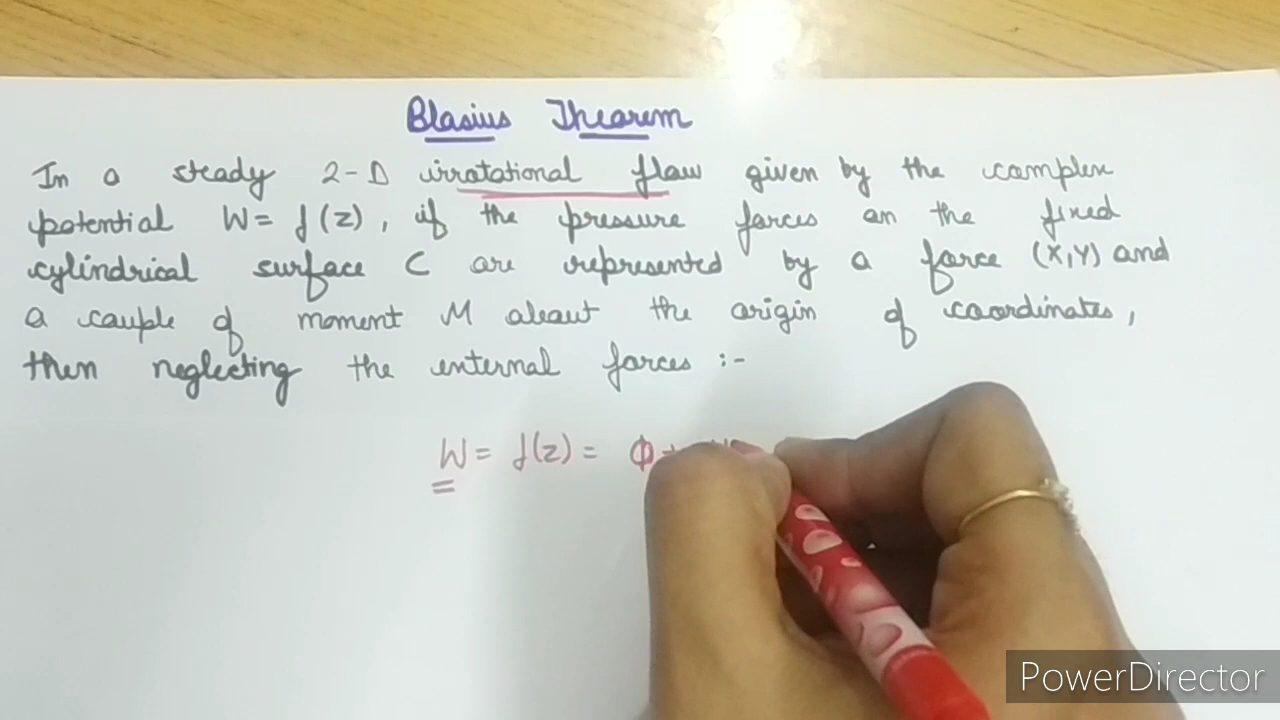 Blasius Theorem
In a steady 2-D irrotational flow given by the complex
potential W = f(z), if the pressure forces on the fixed
cylindrical surface C are represented by a force (X,Y) and
a couple of moment M about the origin of coordinates,
then neglecting the external forces :-
W = f(z) = ϕ +
PowerDirector